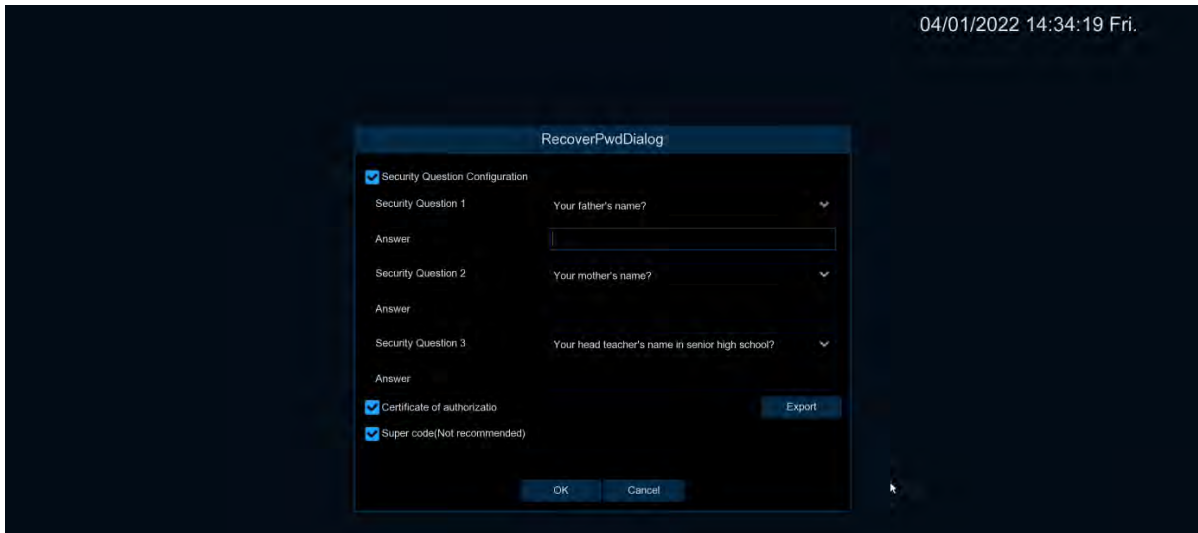 04/01/2022 14:34:19 Fri.
RecoverPwdDialog
Security Question Configuration
Security Question 1 Your father's name?
Answer
Security Question 2 Your mother's name?
Answer
Security Question 3 Your head teacher's name in senior high school?
Answer
Certificate of authorizatio Export
Super code(Not recommended)
OK Cancel